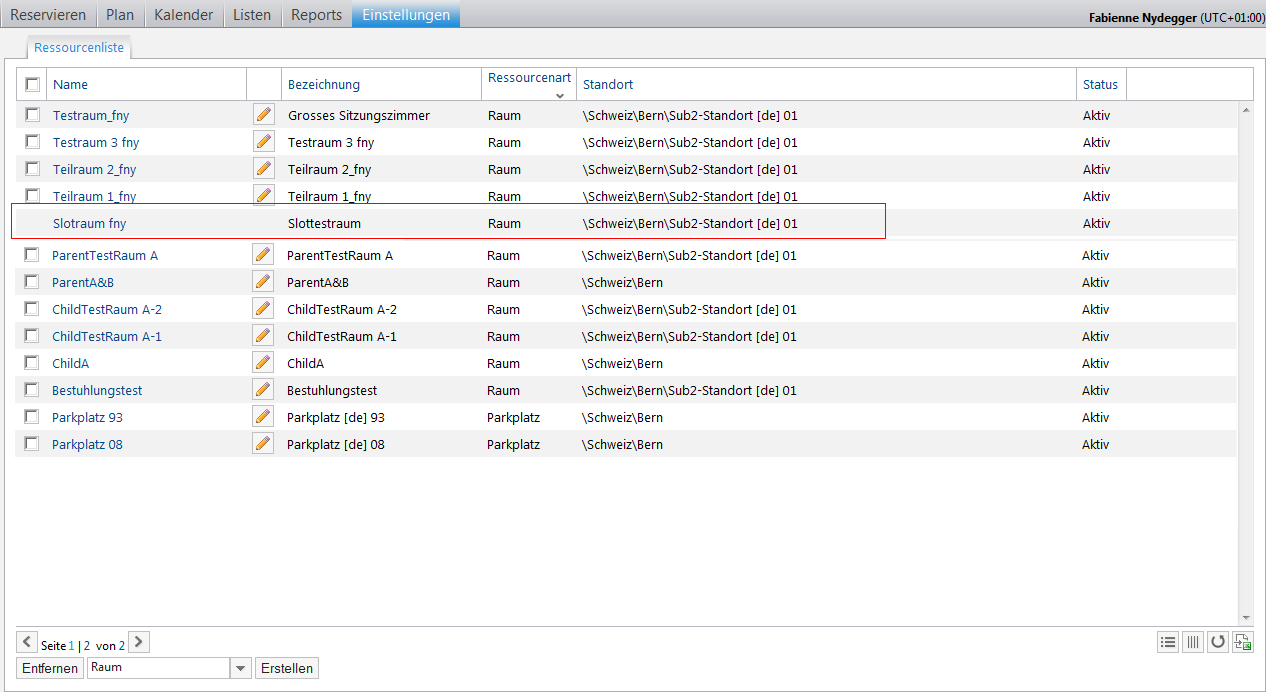 Reservieren Plan Kalender Listen Reports Einstellungen Fabienne Nydegger (UTC+01:00)
Ressourcenliste
Name Bezeichnung Ressourcenart Standort Status
Testraum_fny Grosses Sitzungszimmer Raum \Schweiz\Bern\Sub2-Standort [de] 01 Aktiv
Testraum 3 fny Testraum 3 fny Raum \Schweiz\Bern\Sub2-Standort [de] 01 Aktiv
Teilraum 2_fny Teilraum 2_fny Raum \Schweiz\Bern\Sub2-Standort [de] 01 Aktiv
Teilraum 1_fny Teilraum 1_fny Raum \Schweiz\Bern\Sub2-Standort [de] 01 Aktiv
Slotraum fny Slottestraum Raum \Schweiz\Bern\Sub2-Standort [de] 01 Aktiv
ParentTestRaum A ParentTestRaum A Raum \Schweiz\Bern\Sub2-Standort [de] 01 Aktiv
ParentA&B ParentA&B Raum \Schweiz\Bern Aktiv
ChildTestRaum A-2 ChildTestRaum A-2 Raum \Schweiz\Bern\Sub2-Standort [de] 01 Aktiv
ChildTestRaum A-1 ChildTestRaum A-1 Raum \Schweiz\Bern\Sub2-Standort [de] 01 Aktiv
ChildA ChildA Raum \Schweiz\Bern Aktiv
Bestuhlungstest Bestuhlungstest Raum \Schweiz\Bern\Sub2-Standort [de] 01 Aktiv
Parkplatz 93 Parkplatz [de] 93 Parkplatz \Schweiz\Bern Aktiv
Parkplatz 08 Parkplatz [de] 08 Parkplatz \Schweiz\Bern Aktiv
Seite 1 | 2 von 2
Entfernen Raum Erstellen